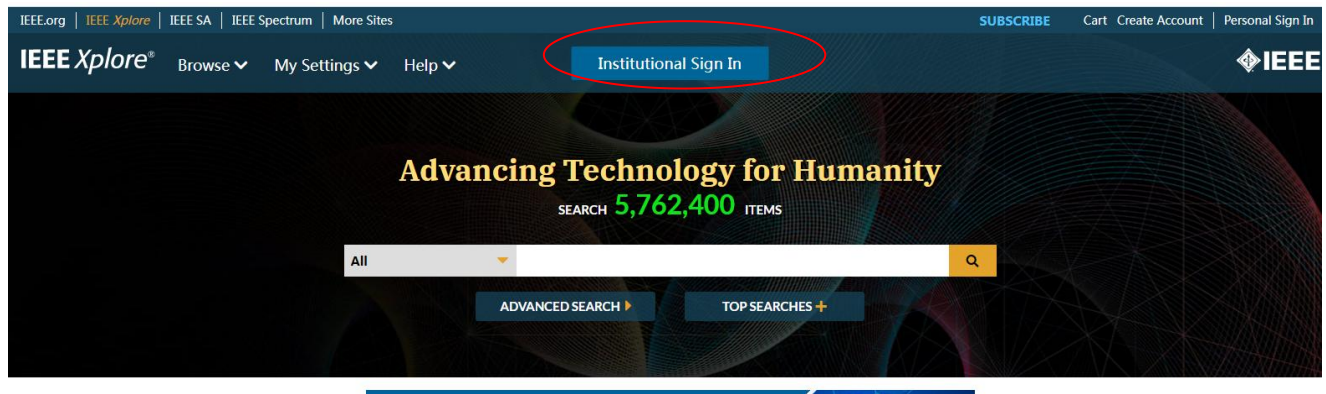 IEEE.org | IEEE Xplore | IEEE SA | IEEE Spectrum | More Sites SUBSCRIBE Cart Create Account | Personal Sign In
IEEE Xplore® Browse My Settings Help Institutional Sign In IEEE
Advancing Technology for Humanity
SEARCH 5,762,400 ITEMS
All
ADVANCED SEARCH TOP SEARCHES +